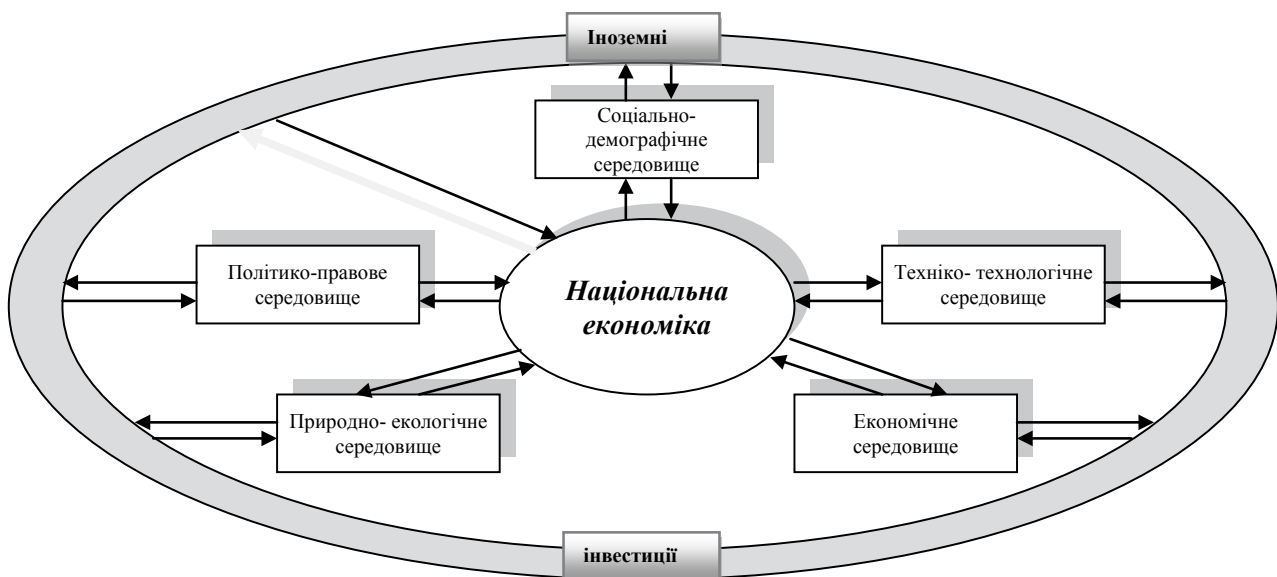 Іноземні
Соціально-
демографічне
середовище
Політико-правове
середовище
Національна
економіка
Техніко- технологічне
середовище
Природно- екологічне
середовище
Економічне
середовище
інвестиції